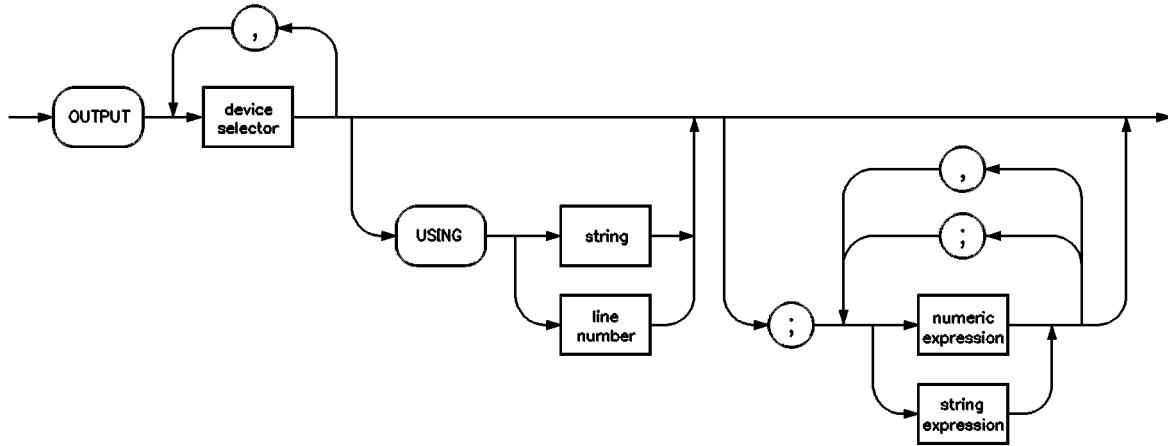 ,
OUTPUT
device
selector
,
;
USING
string
line
number
;
numeric
expression
string
expression